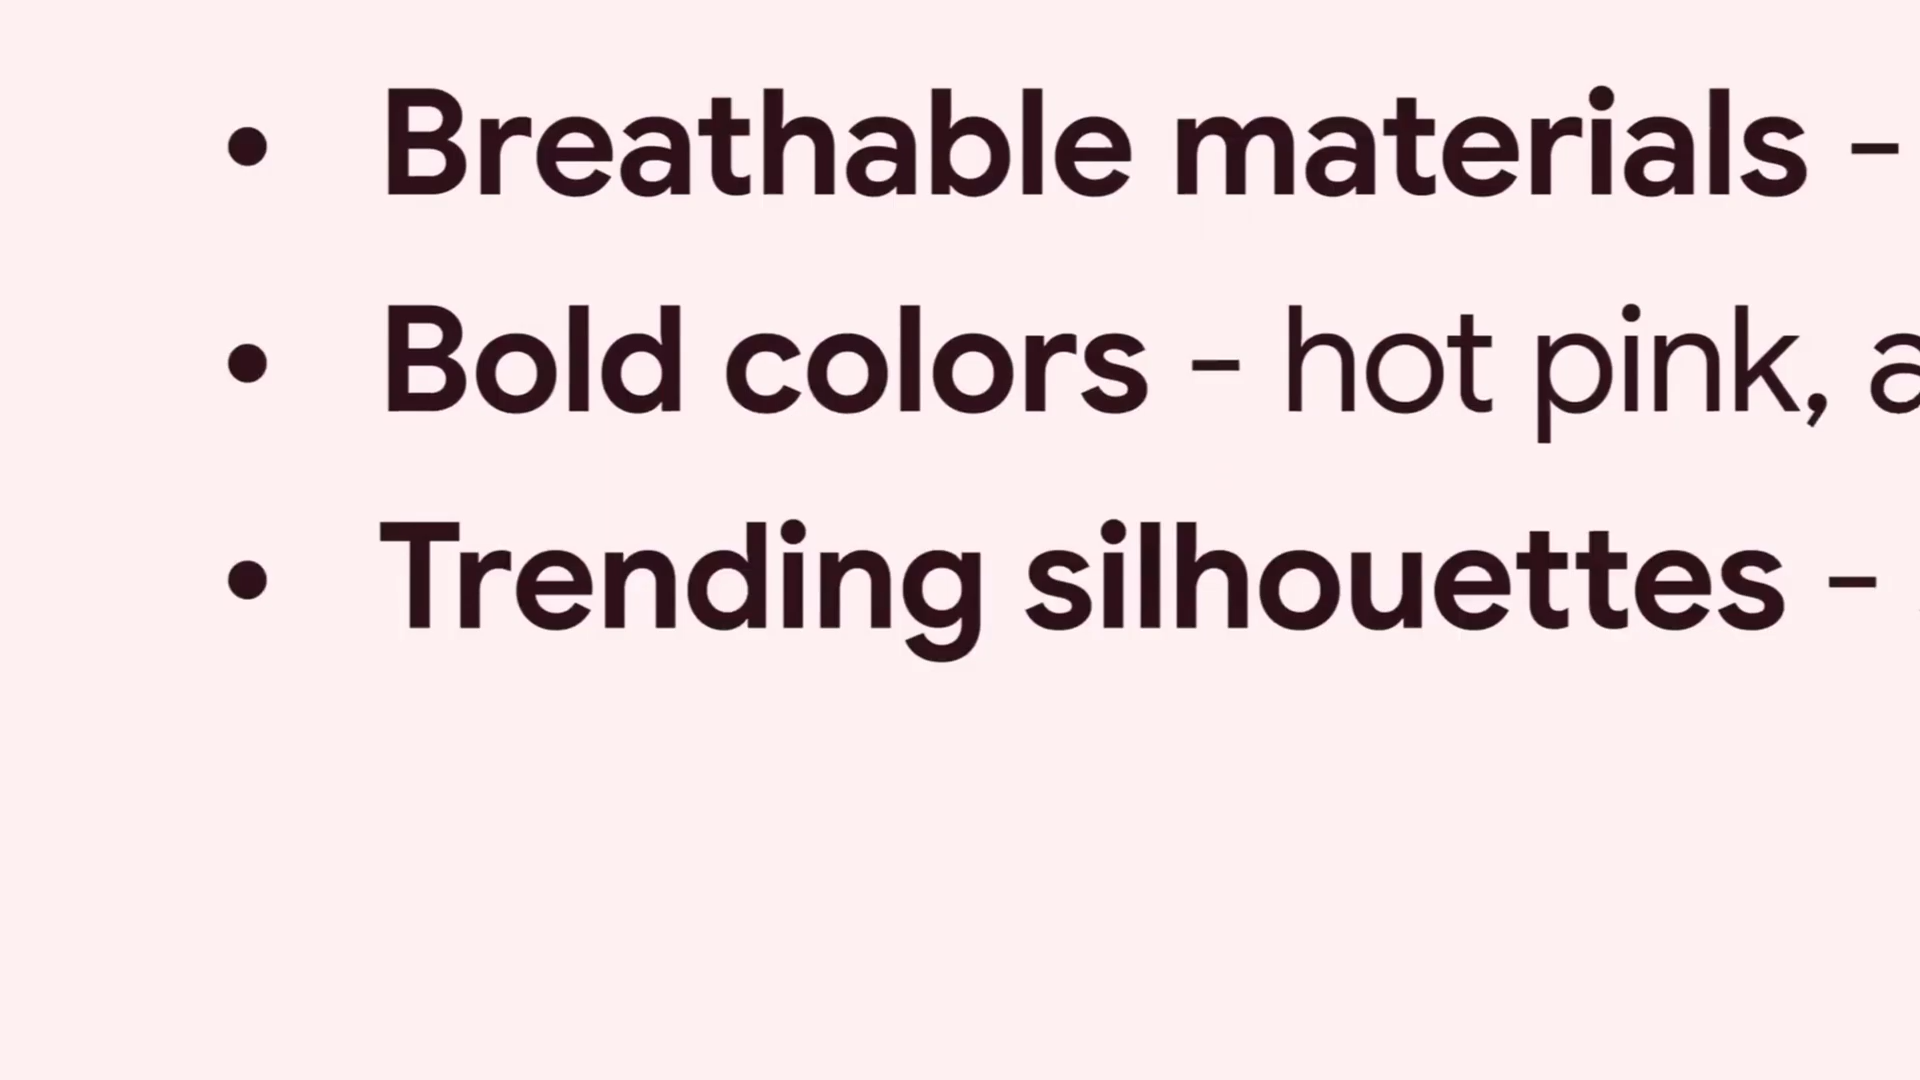 • Breathable materials -
• Bold colors - hot pink,
• Trending silhouettes -